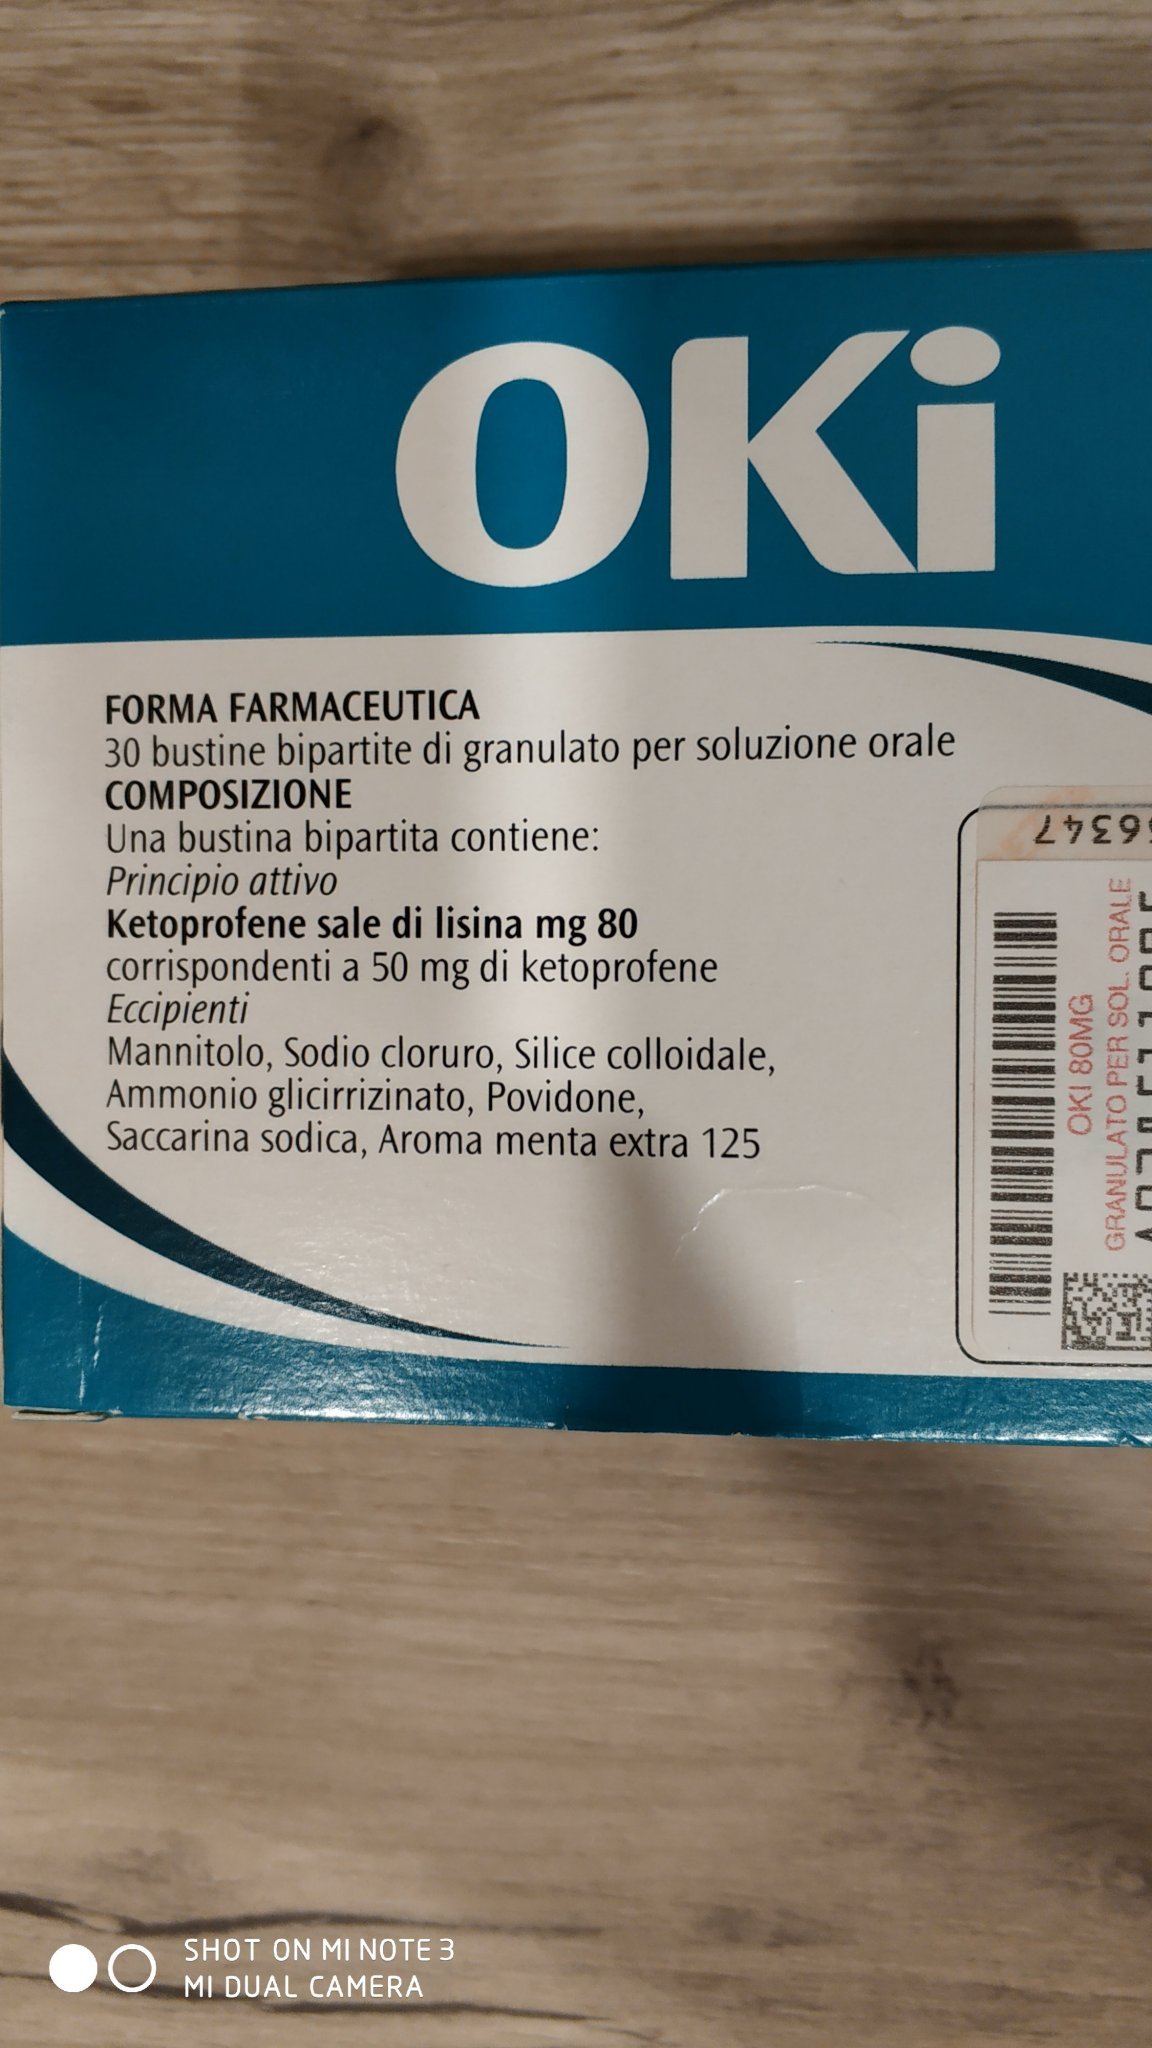 OKi
FORMA FARMACEUTICA
30 bustine bipartite di granulato per soluzione orale
COMPOSIZIONE
Una bustina bipartita contiene:
Principio attivo
Ketoprofene sale di lisina mg 80
corrispondenti a 50 mg di ketoprofene
Eccipienti
Mannitolo, Sodio cloruro, Silice colloidale,
Ammonio glicirrizinato, Povidone,
Saccarina sodica, Aroma menta extra 125
6347
OKI 80MG
GRANULATO PER SOL. ORALE
SHOT ON MI NOTE 3
MI DUAL CAMERA